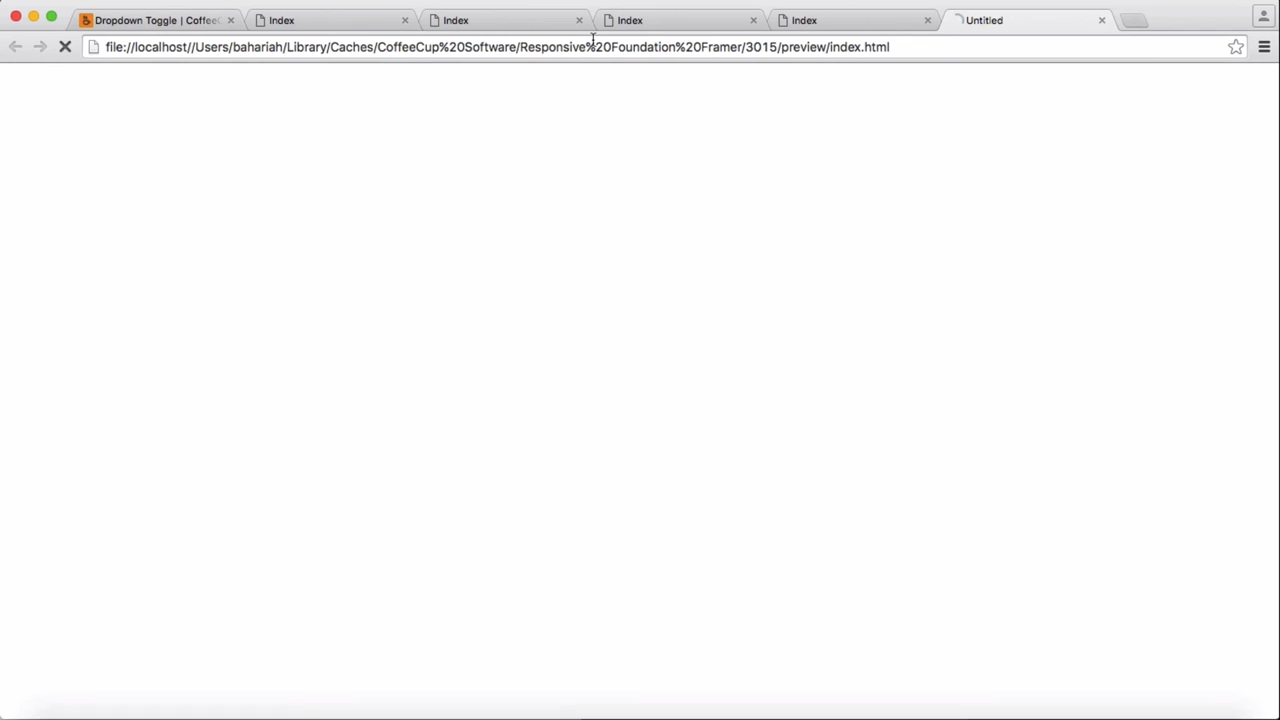 Dropdown Toggle | Coffee
Index
Index
Index
Index
Untitled
file://localhost//Users/bahariah/Library/Caches/CoffeeCup%20Software/Responsive%20Foundation%20Framer/3015/preview/index.html